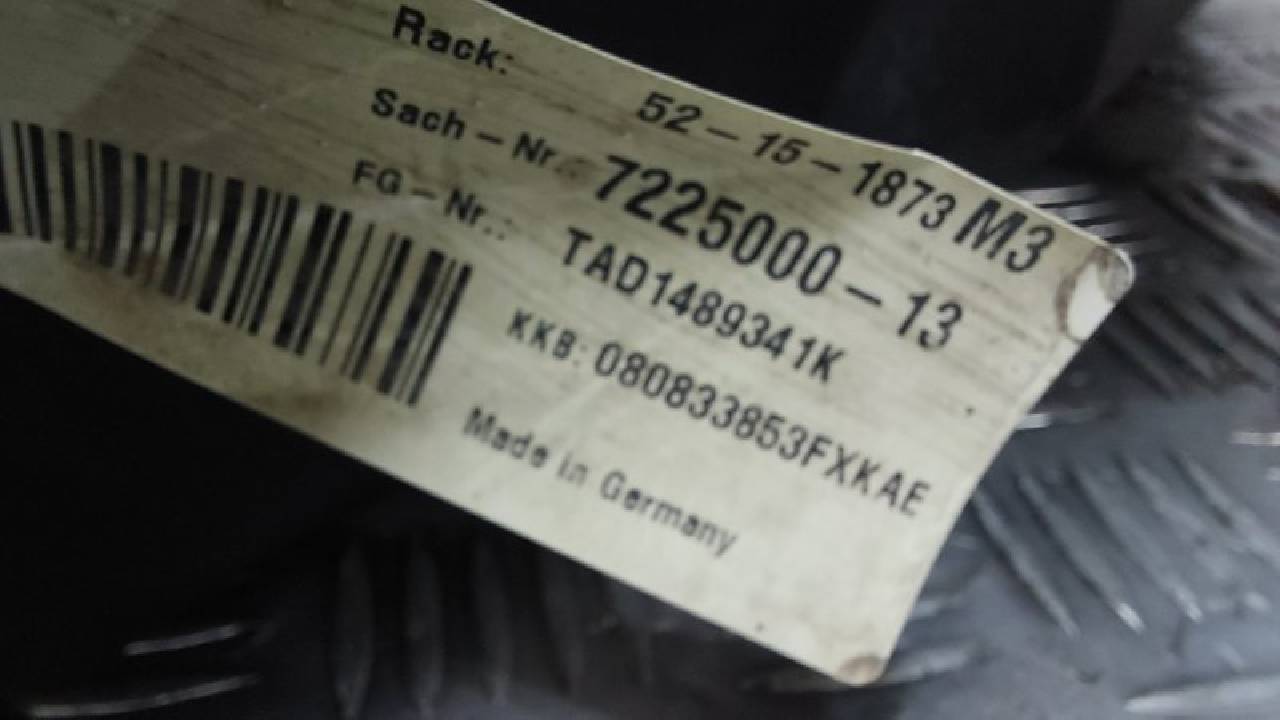 Rack: 52-15-1873 M3
Sach-Nr.: 7225000-13
FG-Nr.: TAD1489341K
KKB: 080833853FXKAE
Made in Germany